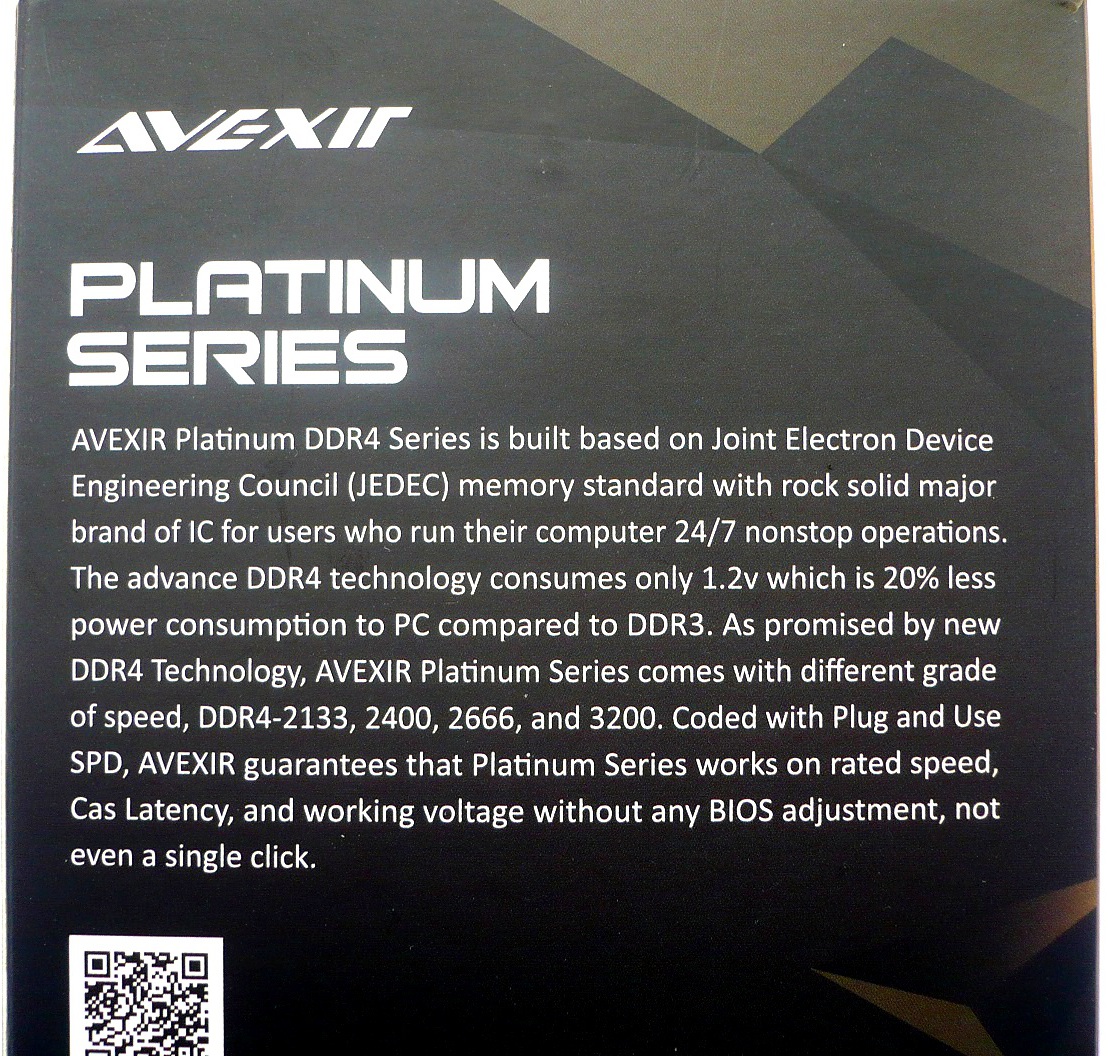 AVEXIR
PLATINUM
SERIES
AVEXIR Platinum DDR4 Series is built based on Joint Electron Device
Engineering Council (JEDEC) memory standard with rock solid major
brand of IC for users who run their computer 24/7 nonstop operations.
The advance DDR4 technology consumes only 1.2v which is 20% less
power consumption to PC compared to DDR3. As promised by new
DDR4 Technology, AVEXIR Platinum Series comes with different grade
of speed, DDR4-2133, 2400, 2666, and 3200. Coded with Plug and Use
SPD, AVEXIR guarantees that Platinum Series works on rated speed,
Cas Latency, and working voltage without any BIOS adjustment, not
even a single click.